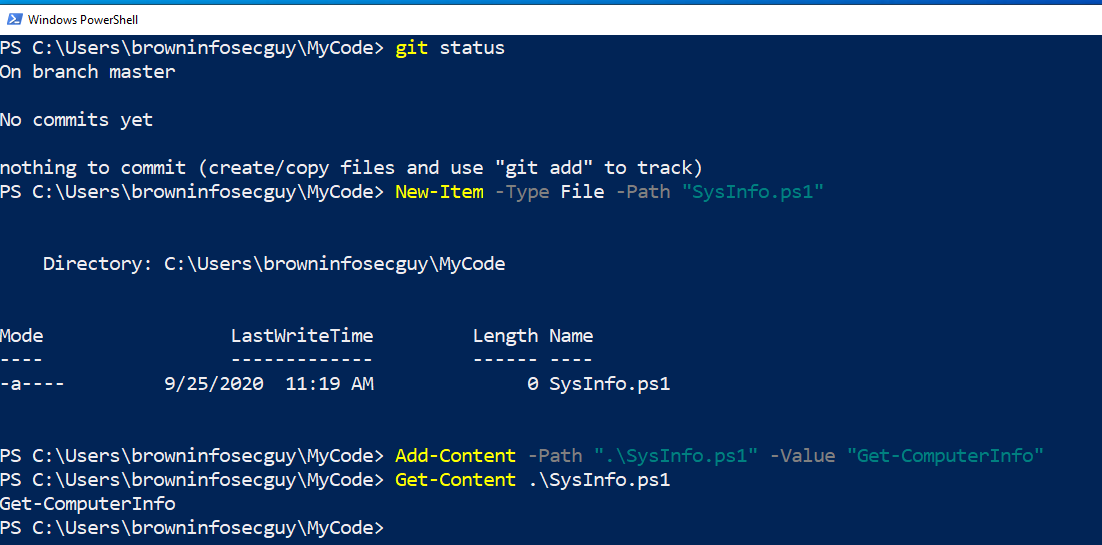 Windows PowerShell
PS C:\Users\browninfosecguy\MyCode> git status
On branch master
No commits yet
nothing to commit (create/copy files and use "git add" to track)
PS C:\Users\browninfosecguy\MyCode> New-Item -Type File -Path "SysInfo.ps1"
Directory: C:\Users\browninfosecguy\MyCode
Mode LastWriteTime Length Name
---- ------------- ------ ----
-a---- 9/25/2020 11:19 AM 0 SysInfo.ps1
PS C:\Users\browninfosecguy\MyCode> Add-Content -Path ".\SysInfo.ps1" -Value "Get-ComputerInfo"
PS C:\Users\browninfosecguy\MyCode> Get-Content .\SysInfo.ps1
Get-ComputerInfo
PS C:\Users\browninfosecguy\MyCode>